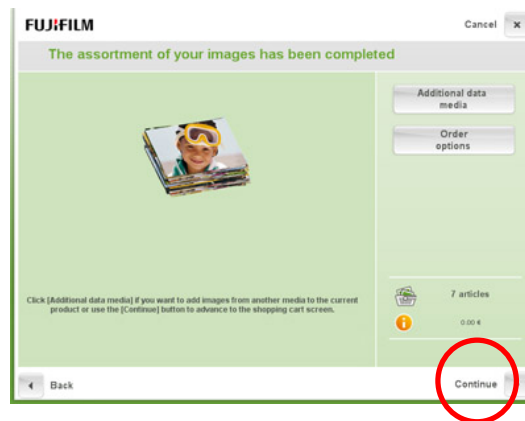 FUJIFILM
Cancel x
The assortment of your images has been completed
Additional data
media
Order
options
Click [Additional data media] if you want to add images from another media to the current
product or use the [Continue] button to advance to the shopping cart screen.
7 articles
0.00 €
Back
Continue